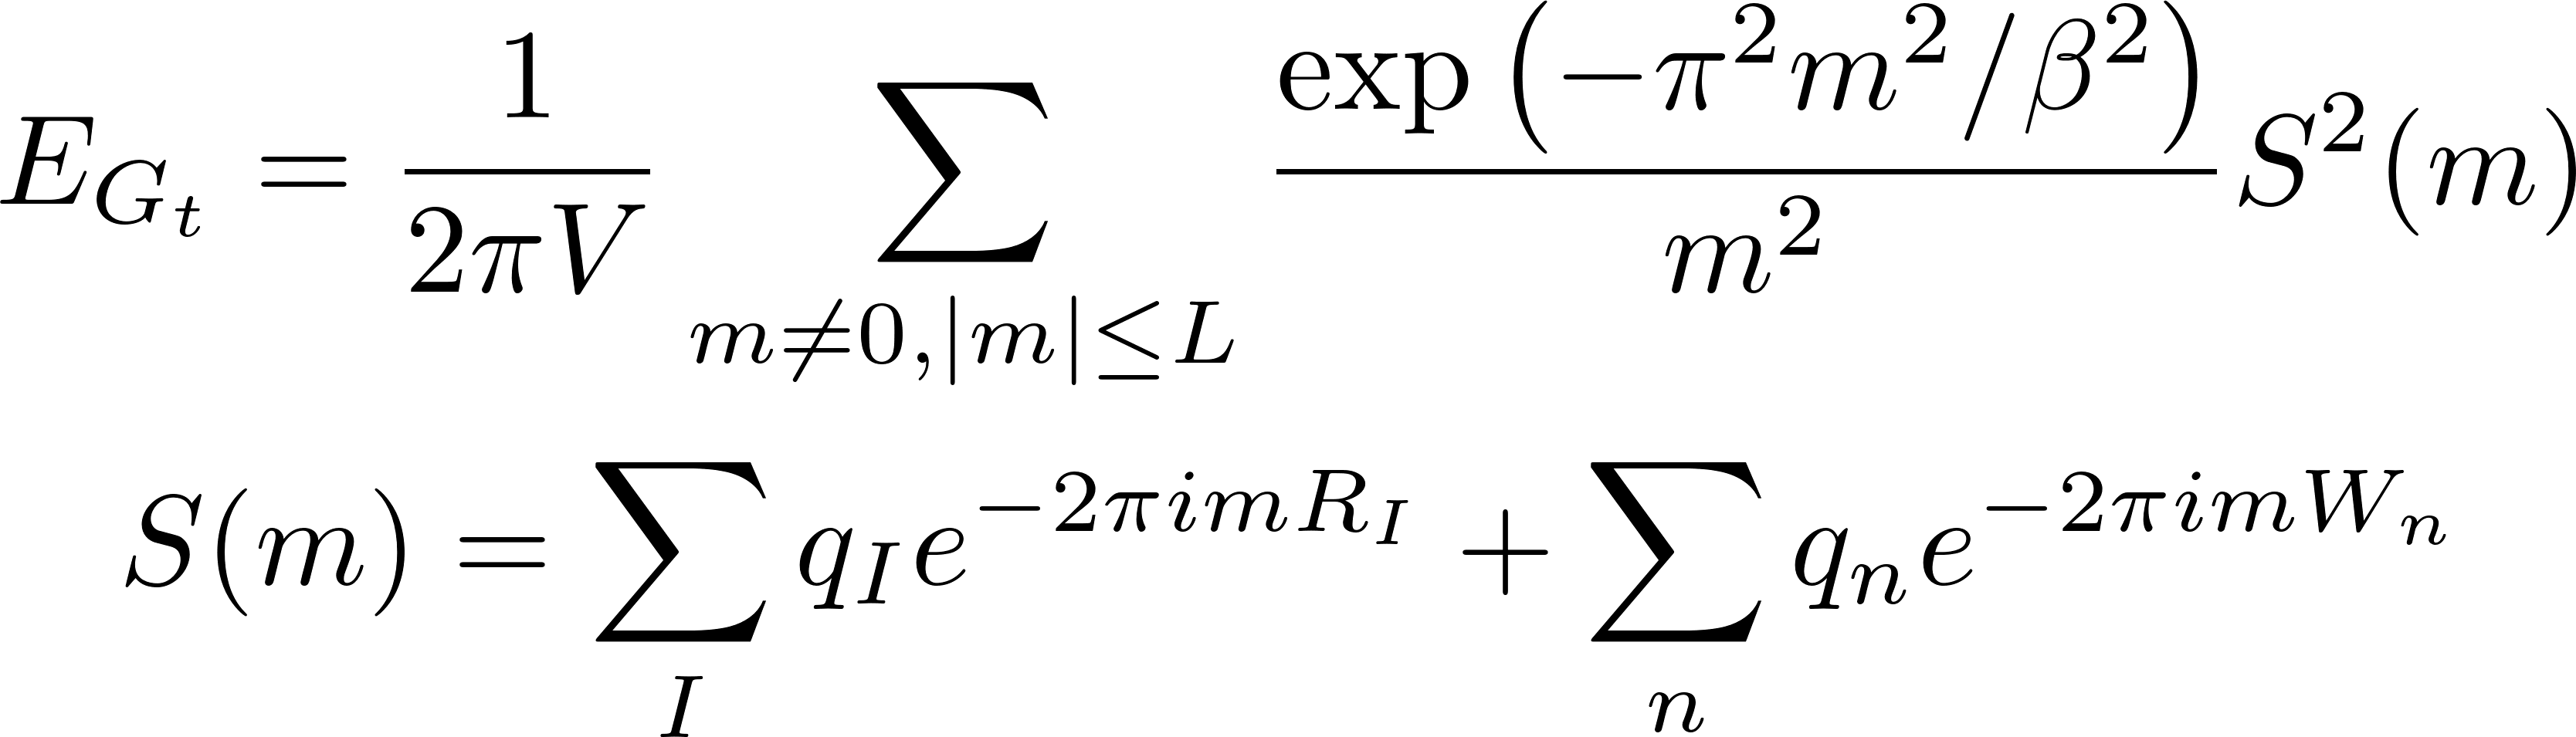 E_{G_t} = \frac{1}{2\pi V} \sum_{m \neq 0, |m| \leq L} \frac{\exp\left(-\pi^2 m^2 / \beta^2\right)}{m^2} S^2(m)
S(m) = \sum_I q_I e^{-2\pi i m R_I} + \sum_n q_n e^{-2\pi i m W_n}